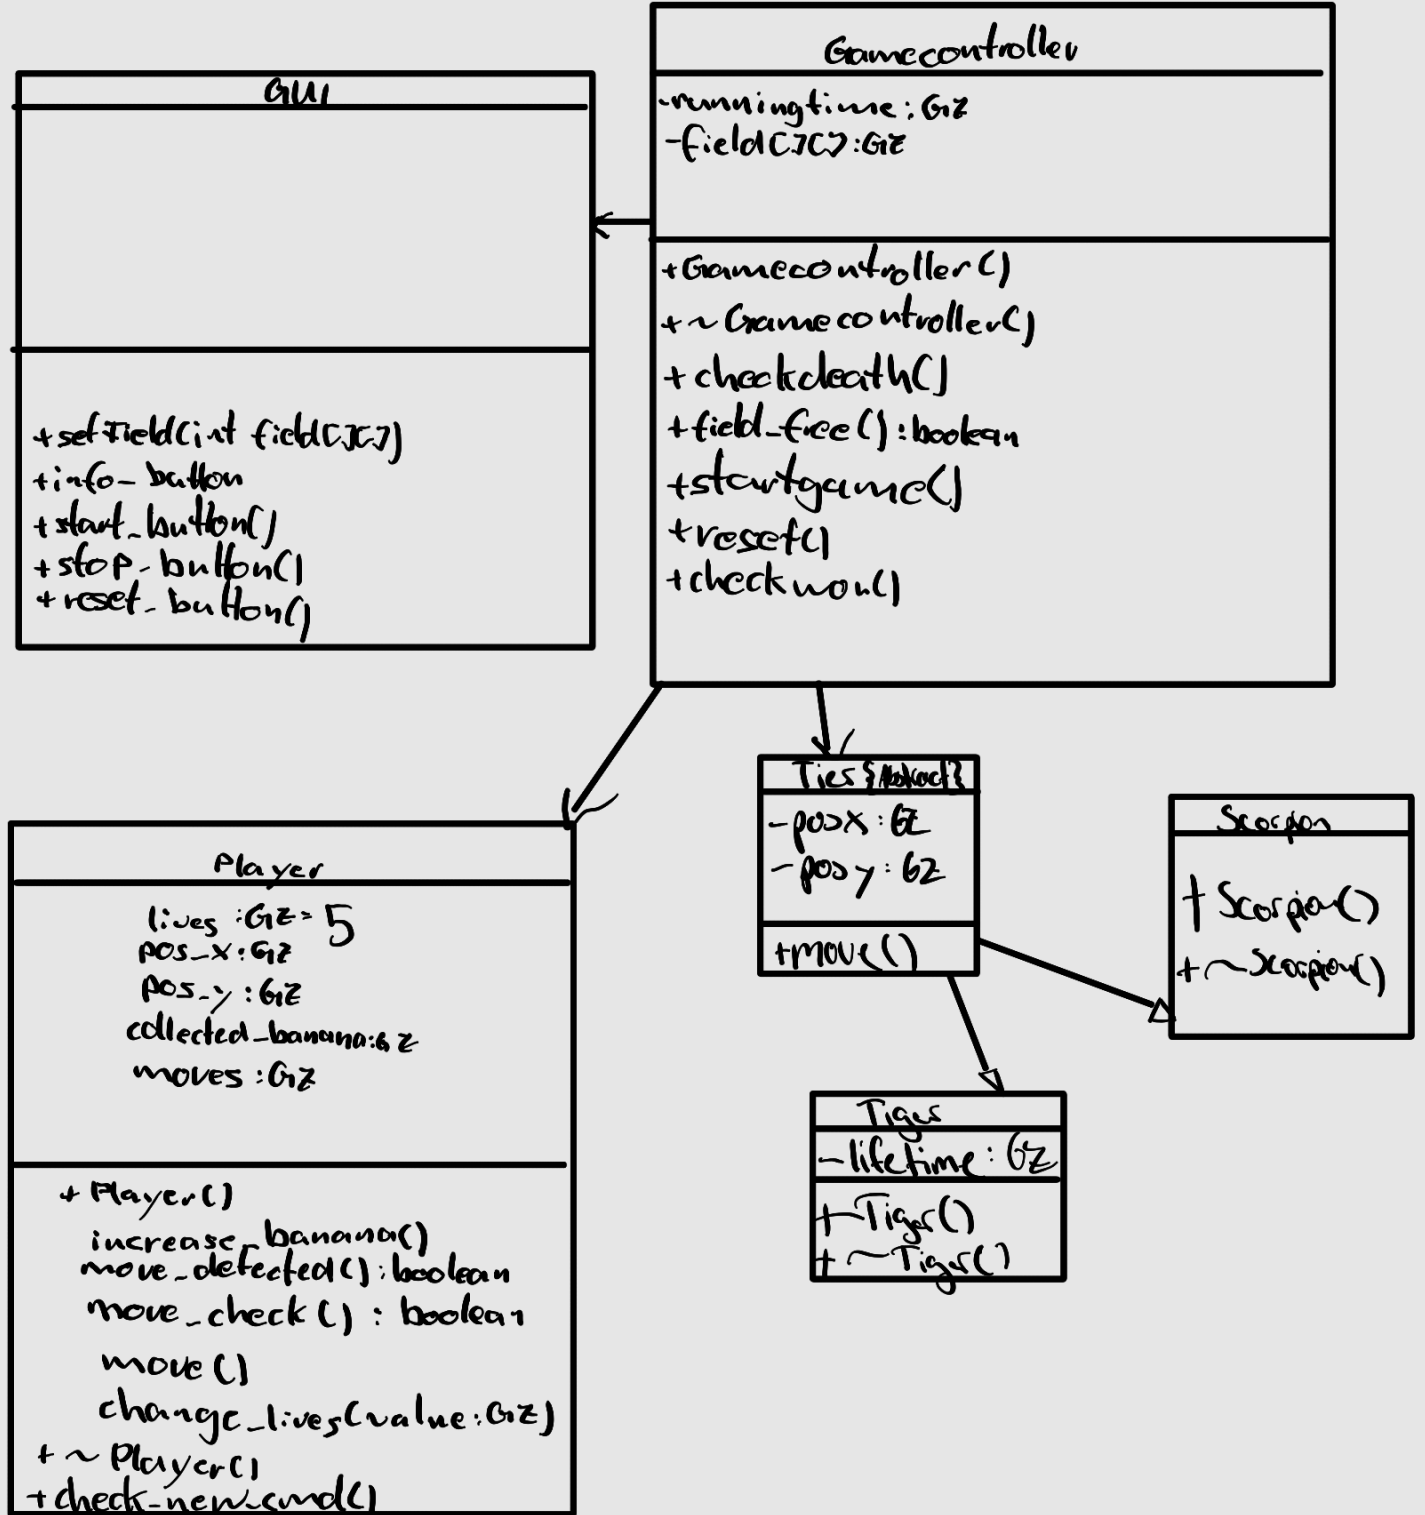 GUI
+setField(int field[][])
+info_button
+start_button()
+stop_button()
+reset_button()
Gamecontroller
-runningtime:GZ
-field[][]:GZ
+Gamecontroller()
+~Gamecontroller()
+checkdeath()
+field_free():boolean
+startgame()
+reset()
+checkwon()
Player
lives:GZ=5
pos_x:GZ
pos_y:GZ
collected_banana:GZ
moves:GZ
+Player()
increase_banana()
move_detected():boolean
move_check():boolean
move()
change_lives(value:GZ)
+~Player()
+check_new_cmd()
-posX:GZ
-posy:GZ
+move()
Tiger
-lifetime:GZ
+Tiger()
+~Tiger()
Scorpion
+Scorpion()
+~Scorpion()